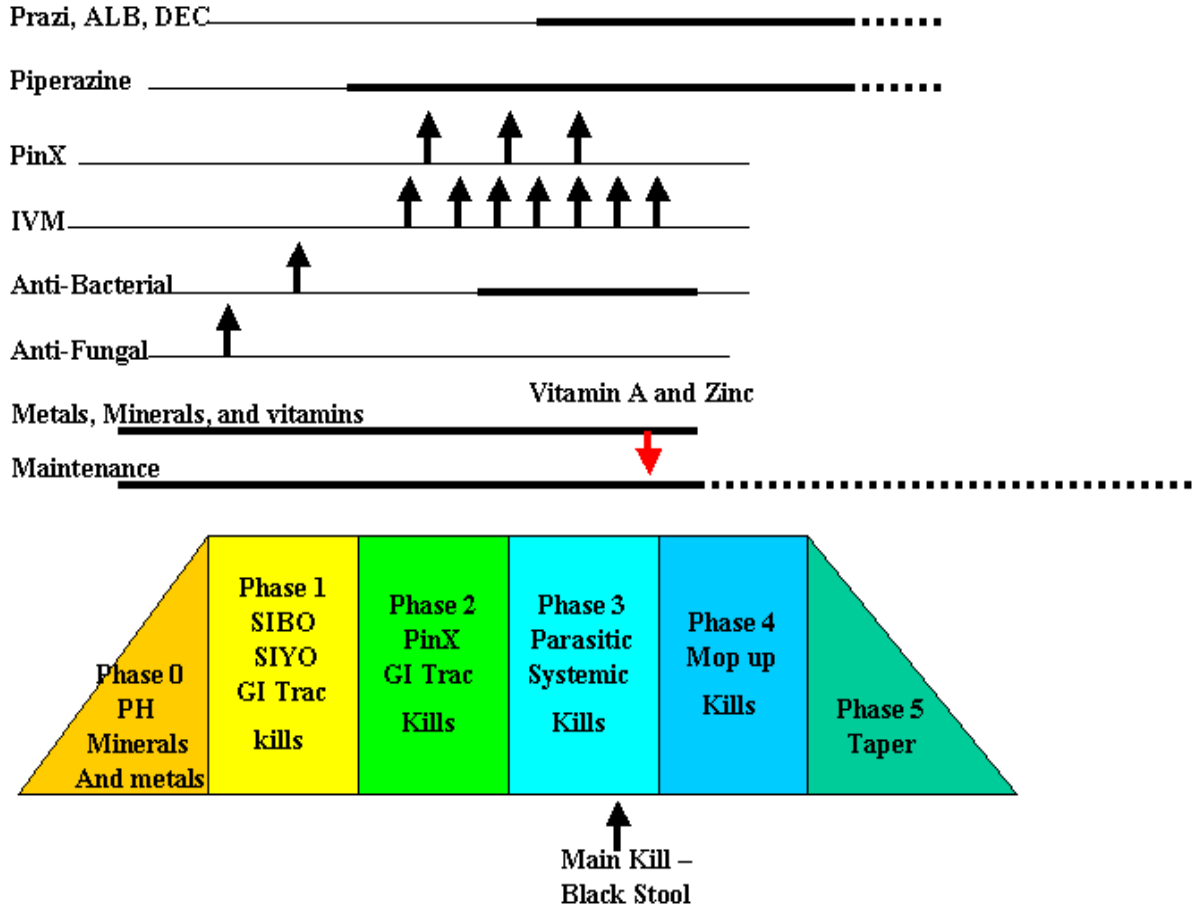 Prazi, ALB, DEC
Piperazine
PinX
IVM
Anti-Bacterial
Anti-Fungal
Vitamin A and Zinc
Metals, Minerals, and vitamins
Maintenance
Phase 0
PH
Minerals
And metals
Phase 1
SIBO
SIYO
GI Trac
kills
Phase 2
PinX
GI Trac
Kills
Phase 3
Parasitic
Systemic
Kills
Phase 4
Mop up
Kills
Phase 5
Taper
Main Kill –
Black Stool